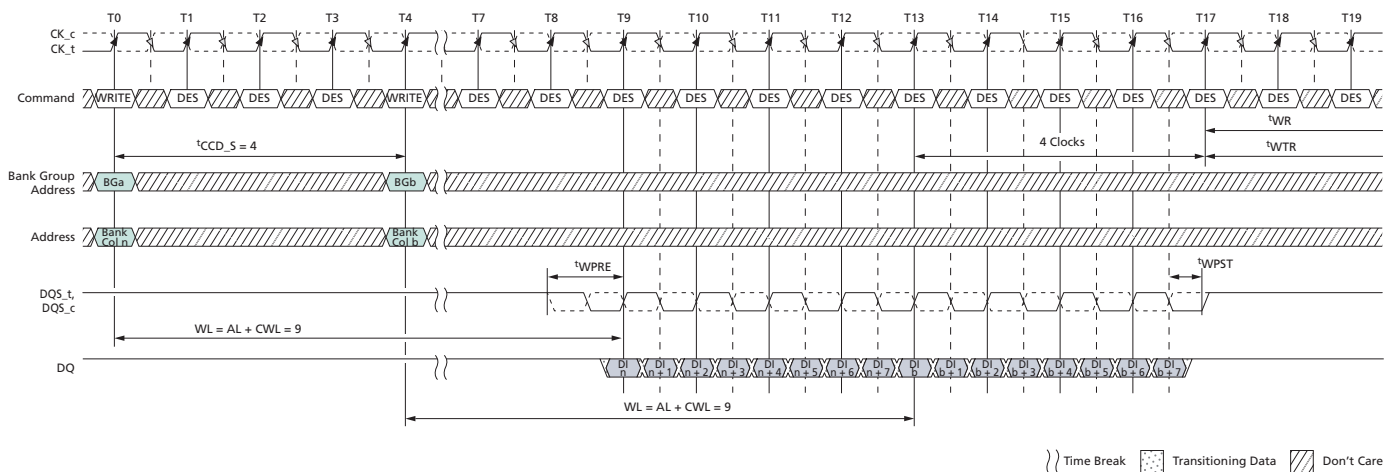 T0 T1 T2 T3 T4 T7 T8 T9 T10 T11 T12 T13 T14 T15 T16 T17 T18 T19
CK_c
CK_t
Command WRITE DES DES DES WRITE DES DES DES DES DES DES DES DES DES DES DES DES DES
tWR
tCCD_S = 4 4 Clocks tWTR
Bank Group
Address BGa BGb
Address Bank
Col n Bank
Col b
tWPRE tWPST
DQS_t,
DQS_c
WL = AL + CWL = 9
DQ DI
n DI
n + 1 DI
n + 2 DI
n + 3 DI
n + 4 DI
n + 5 DI
n + 6 DI
n + 7 DI
b DI
b + 1 DI
b + 2 DI
b + 3 DI
b + 4 DI
b + 5 DI
b + 6 DI
b + 7
WL = AL + CWL = 9
Time Break Transitioning Data Don't Care